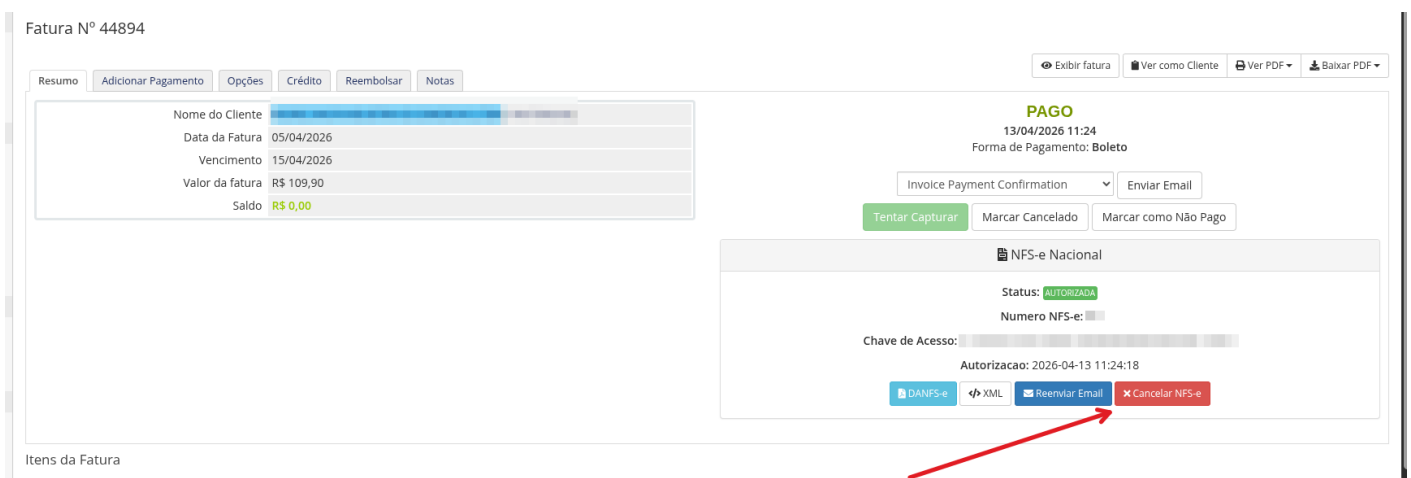 Fatura Nº 44894
Exibir fatura Ver como Cliente Ver PDF Baixar PDF
Resumo Adicionar Pagamento Opções Crédito Reembolsar Notas
Nome do Cliente
Data da Fatura 05/04/2026
Vencimento 15/04/2026
Valor da fatura R$ 109,90
Saldo R$ 0,00
PAGO
13/04/2026 11:24
Forma de Pagamento: Boleto
Invoice Payment Confirmation Enviar Email
Tentar Capturar Marcar Cancelado Marcar como Não Pago
NFS-e Nacional
Status: AUTORIZADA
Numero NFS-e:
Chave de Acesso:
Autorizacao: 2026-04-13 11:24:18
DANFS-e </> XML Reenviar Email Cancelar NFS-e
Itens da Fatura